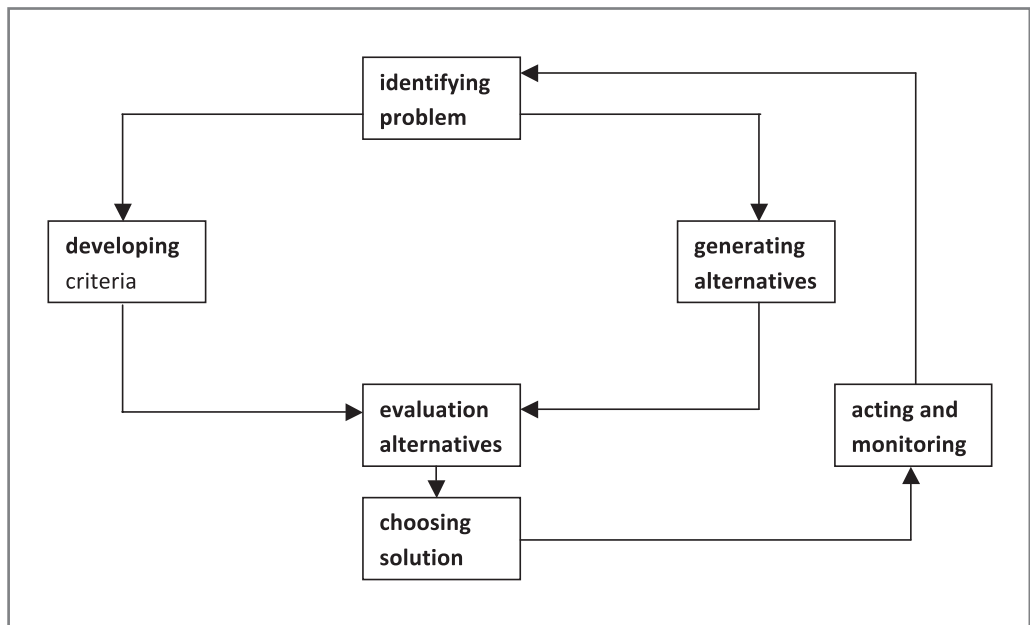 identifying
problem
developing
criteria
generating
alternatives
evaluation
alternatives
acting and
monitoring
choosing
solution